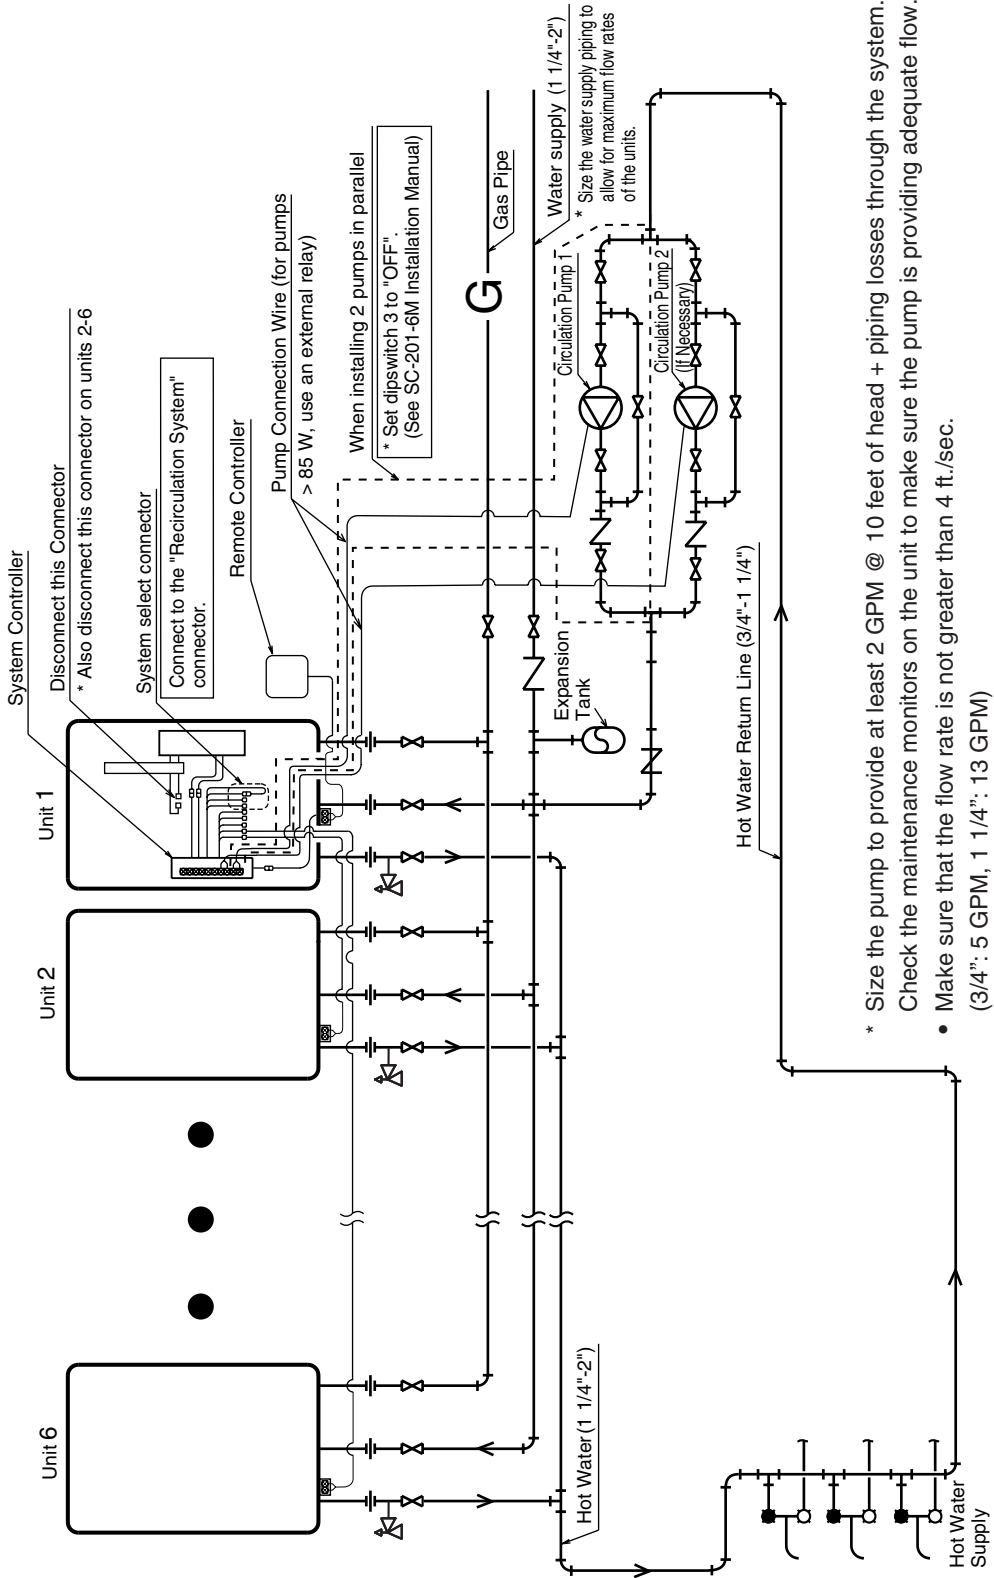 System Controller
Disconnect this Connector
* Also disconnect this connector on units 2-6
System select connector
Connect to the "Recirculation System"
connector.
Remote Controller
Pump Connection Wire (for pumps
> 85 W, use an external relay)
When installing 2 pumps in parallel
* Set dipswitch 3 to "OFF".
(See SC-201-6M Installation Manual)
G
Gas Pipe
Water supply (1 1/4"-2")
* Size the water supply piping to
allow for maximum flow rates
of the units.
Unit 1
Unit 2
Unit 6
Circulation Pump 1
Circulation Pump 2
(If Necessary)
Expansion
Tank
Hot Water Return Line (3/4"-1 1/4")
Hot Water (1 1/4"-2")
Hot Water
Supply
* Size the pump to provide at least 2 GPM @ 10 feet of head + piping losses through the system.
Check the maintenance monitors on the unit to make sure the pump is providing adequate flow.
• Make sure that the flow rate is not greater than 4 ft./sec.
(3/4”: 5 GPM, 1 1/4”: 13 GPM)